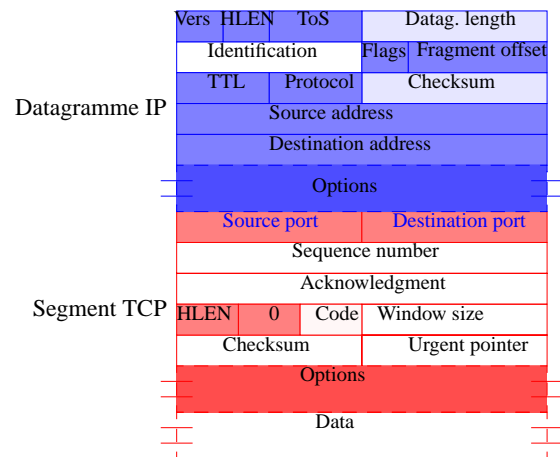 Vers HLEN ToS Datag. length
Identification Flags Fragment offset
TTL Protocol Checksum
Datagramme IP Source address
Destination address
Options
Source port Destination port
Sequence number
Acknowledgment
Segment TCP HLEN 0 Code Window size
Checksum Urgent pointer
Options
Data